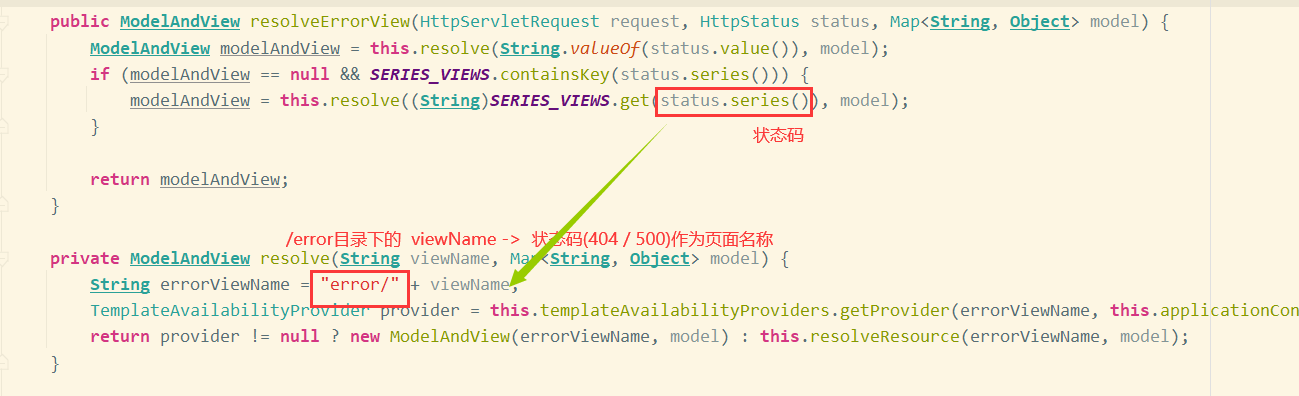 public ModelAndView resolveErrorView(HttpServletRequest request, HttpStatus status, Map<String, Object> model) {
ModelAndView modelAndView = this.resolve(String.valueOf(status.value()), model);
if (modelAndView == null && SERIES_VIEWS.containsKey(status.series())) {
modelAndView = this.resolve((String)SERIES_VIEWS.get(status.series()), model);
}
状态码
return modelAndView;
}
/error目录下的 viewName -> 状态码(404 / 500)作为页面名称
private ModelAndView resolve(String viewName, Map<String, Object> model) {
String errorViewName = "error/" + viewName;
TemplateAvailabilityProvider provider = this.templateAvailabilityProviders.getProvider(errorViewName, this.applicationCon
return provider != null ? new ModelAndView(errorViewName, model) : this.resolveResource(errorViewName, model);
}